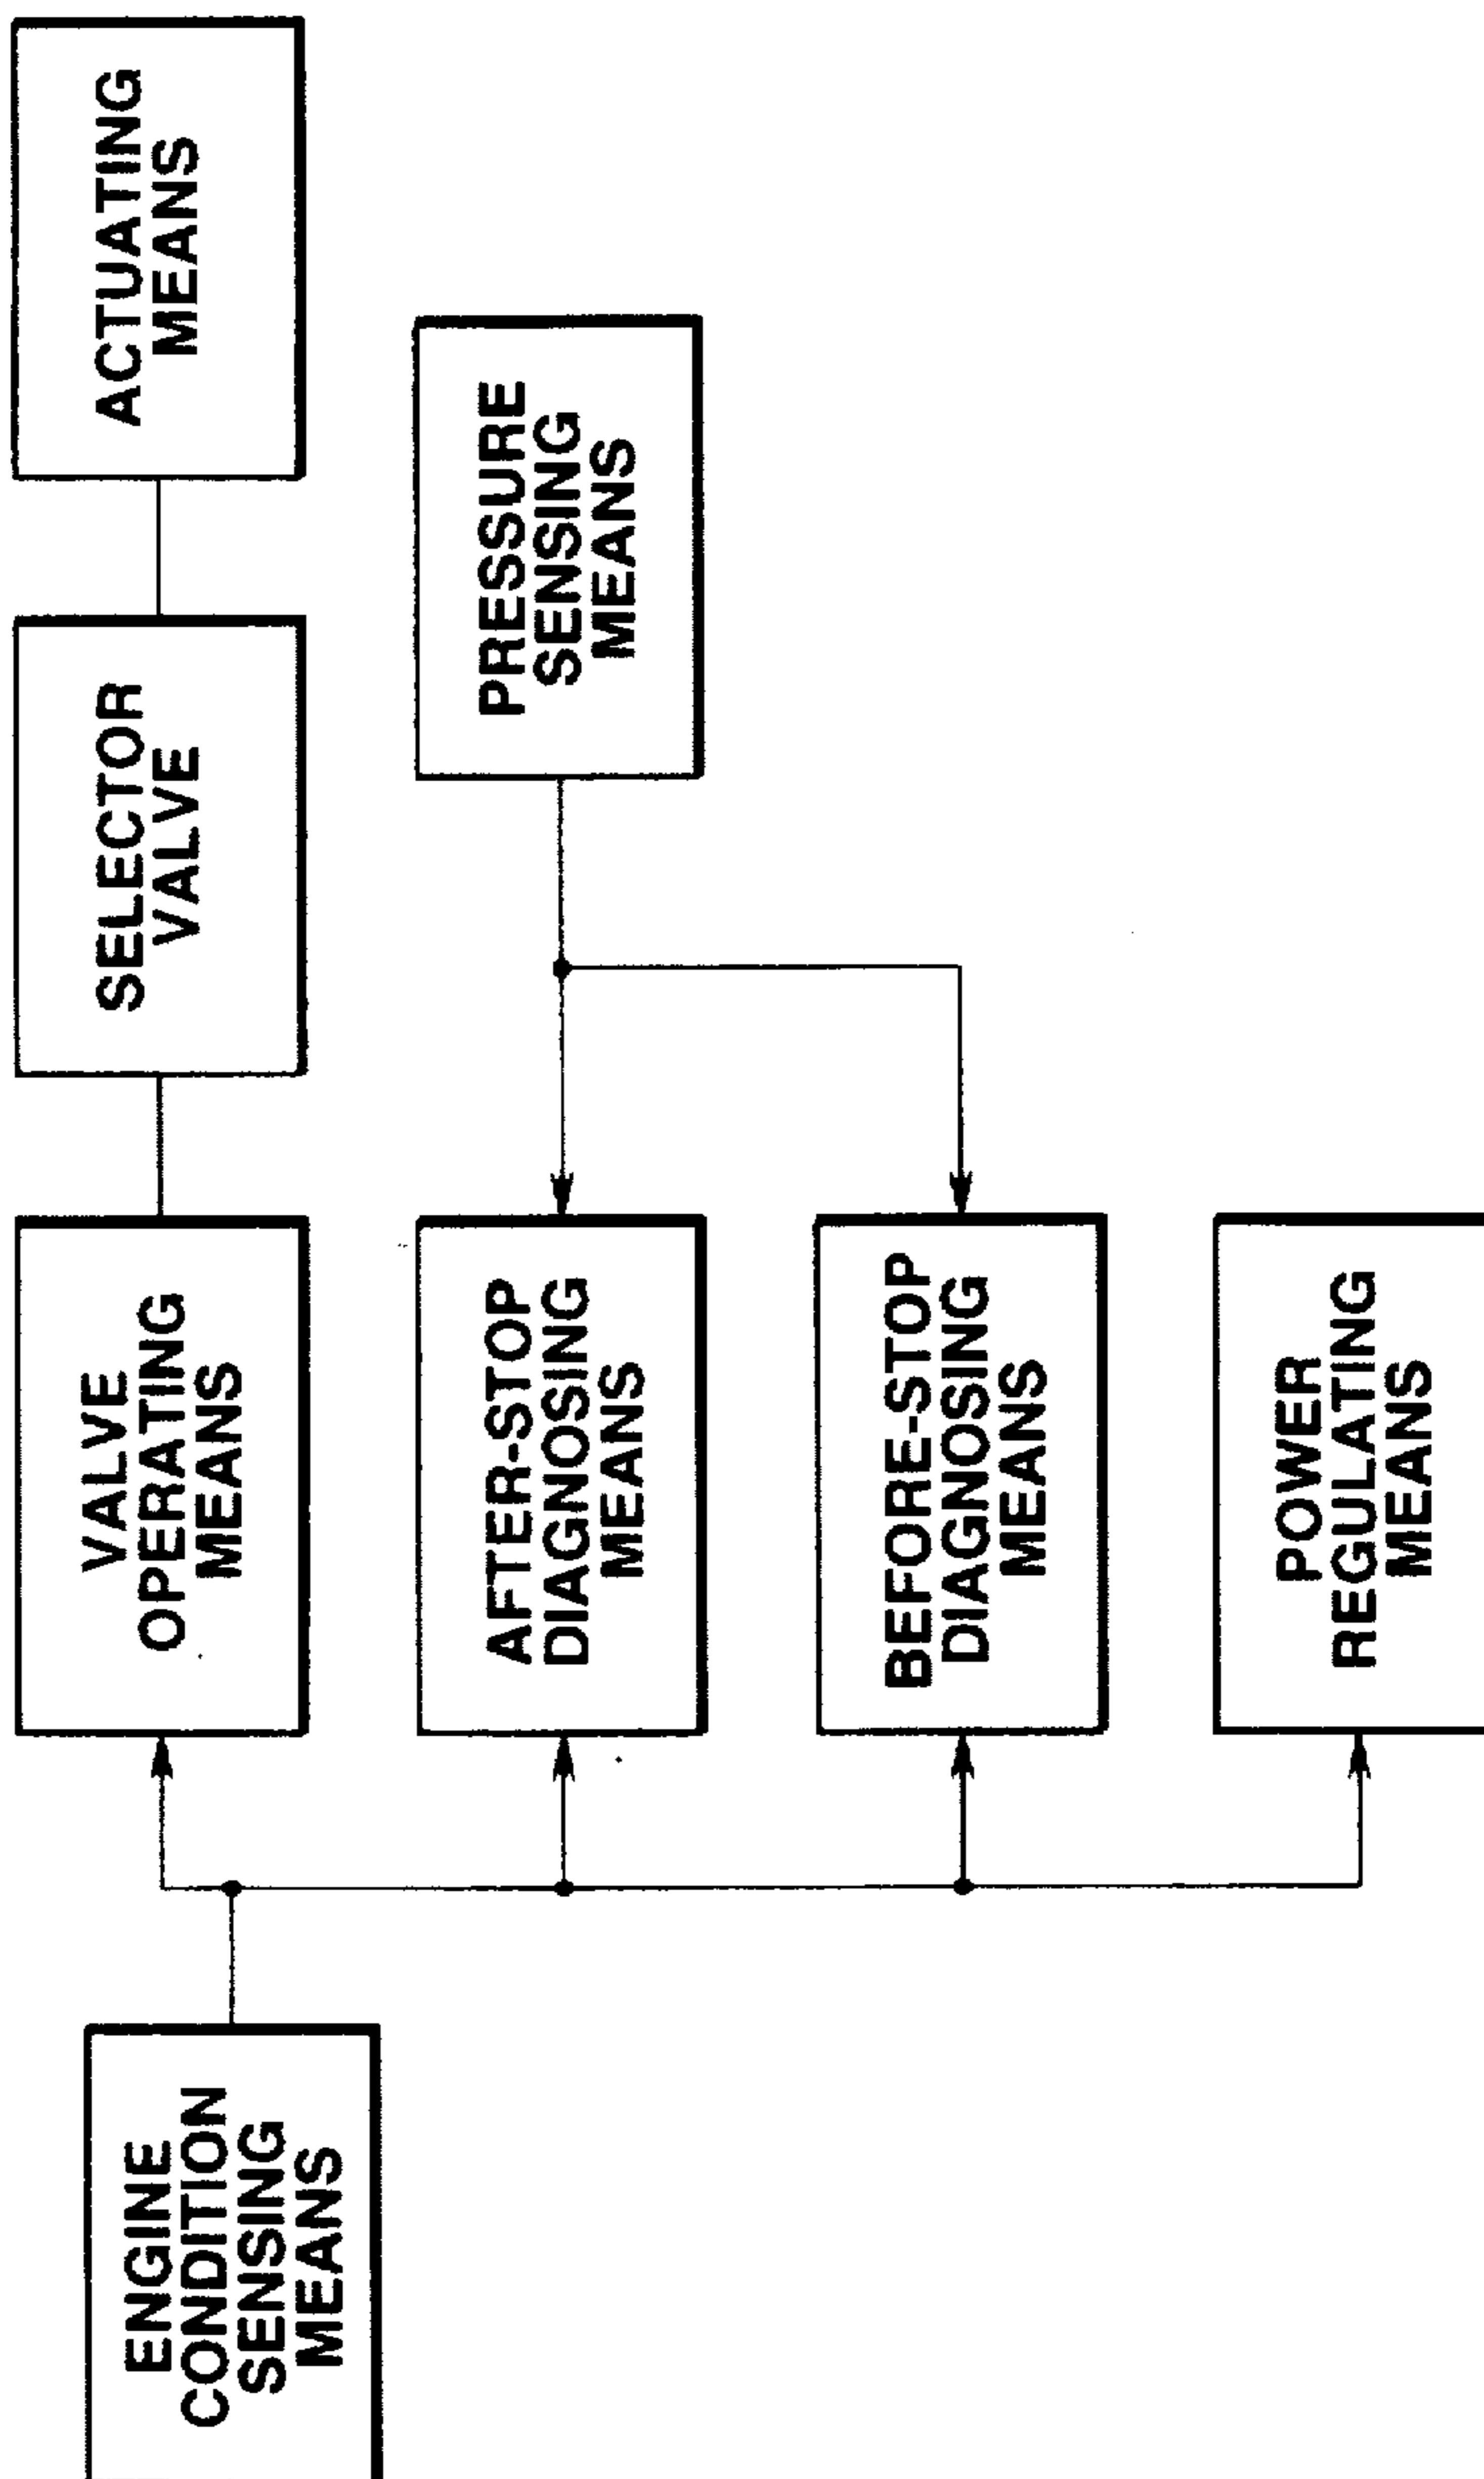 ENGINE
CONDITION
SENSING
MEANS
VALVE
OPERATING
MEANS
SELECTOR
VALVE
ACTUATING
MEANS
AFTER-STOP
DIAGNOSING
MEANS
PRESSURE
SENSING
MEANS
BEFORE-STOP
DIAGNOSING
MEANS
POWER
REGULATING
MEANS